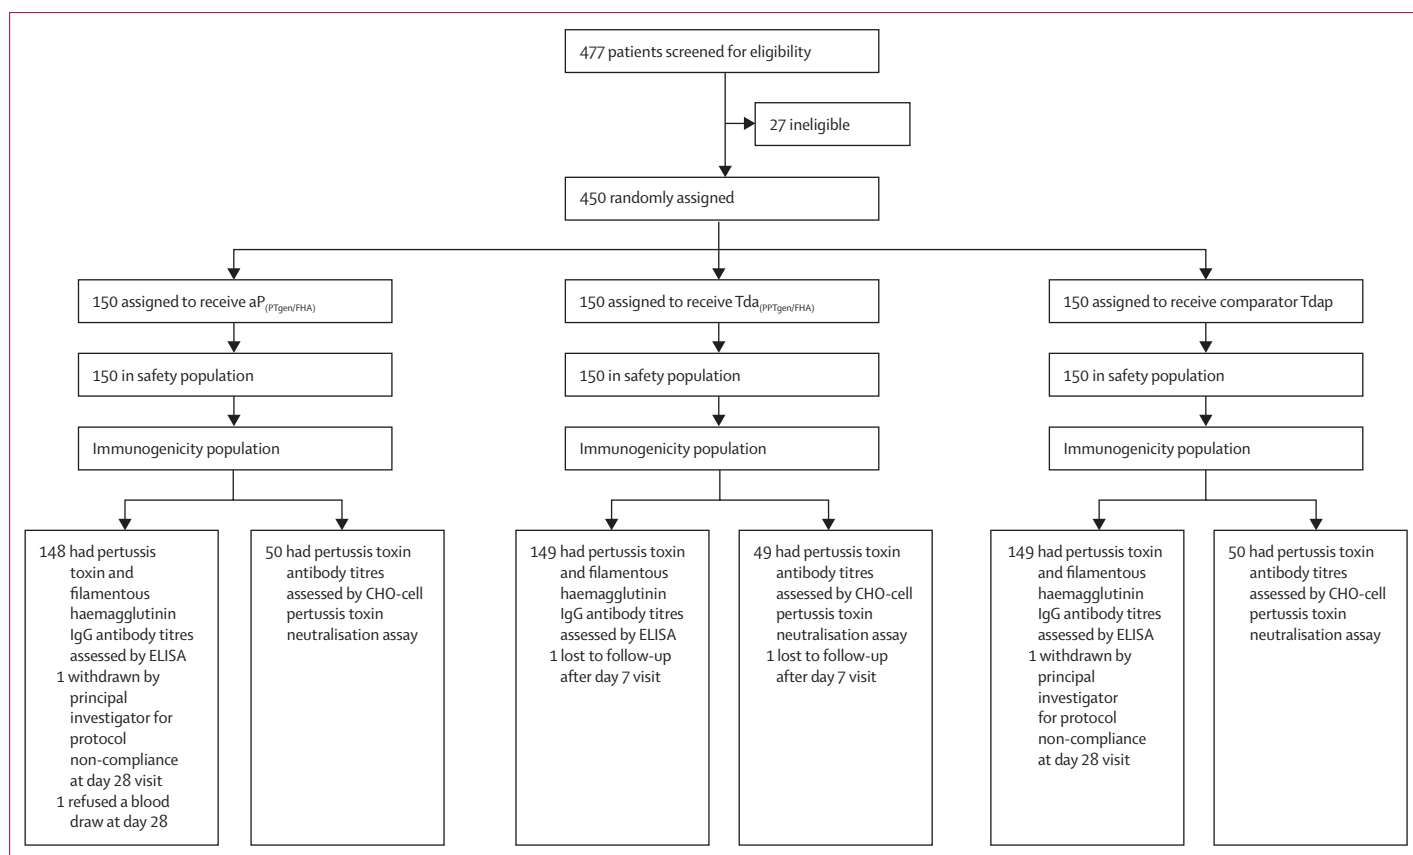 477 patients screened for eligibility
27 ineligible
450 randomly assigned
150 assigned to receive aP(PTgen/FHA)
150 assigned to receive Tda(PPTgen/FHA)
150 assigned to receive comparator Tdap
150 in safety population
150 in safety population
150 in safety population
Immunogenicity population
Immunogenicity population
Immunogenicity population
148 had pertussis
toxin and
filamentous
haemagglutinin
IgG antibody titres
assessed by ELISA
1 withdrawn by
principal
investigator for
protocol
non-compliance
at day 28 visit
1 refused a blood
draw at day 28
50 had pertussis toxin
antibody titres
assessed by CHO-cell
pertussis toxin
neutralisation assay
149 had pertussis toxin
and filamentous
haemagglutinin
IgG antibody titres
assessed by ELISA
1 lost to follow-up
after day 7 visit
49 had pertussis toxin
antibody titres
assessed by CHO-cell
pertussis toxin
neutralisation assay
1 lost to follow-up
after day 7 visit
149 had pertussis toxin
and filamentous
haemagglutinin
IgG antibody titres
assessed by ELISA
1 withdrawn by
principal
investigator
for protocol
non-compliance
at day 28 visit
50 had pertussis toxin
antibody titres
assessed by CHO-cell
pertussis toxin
neutralisation assay